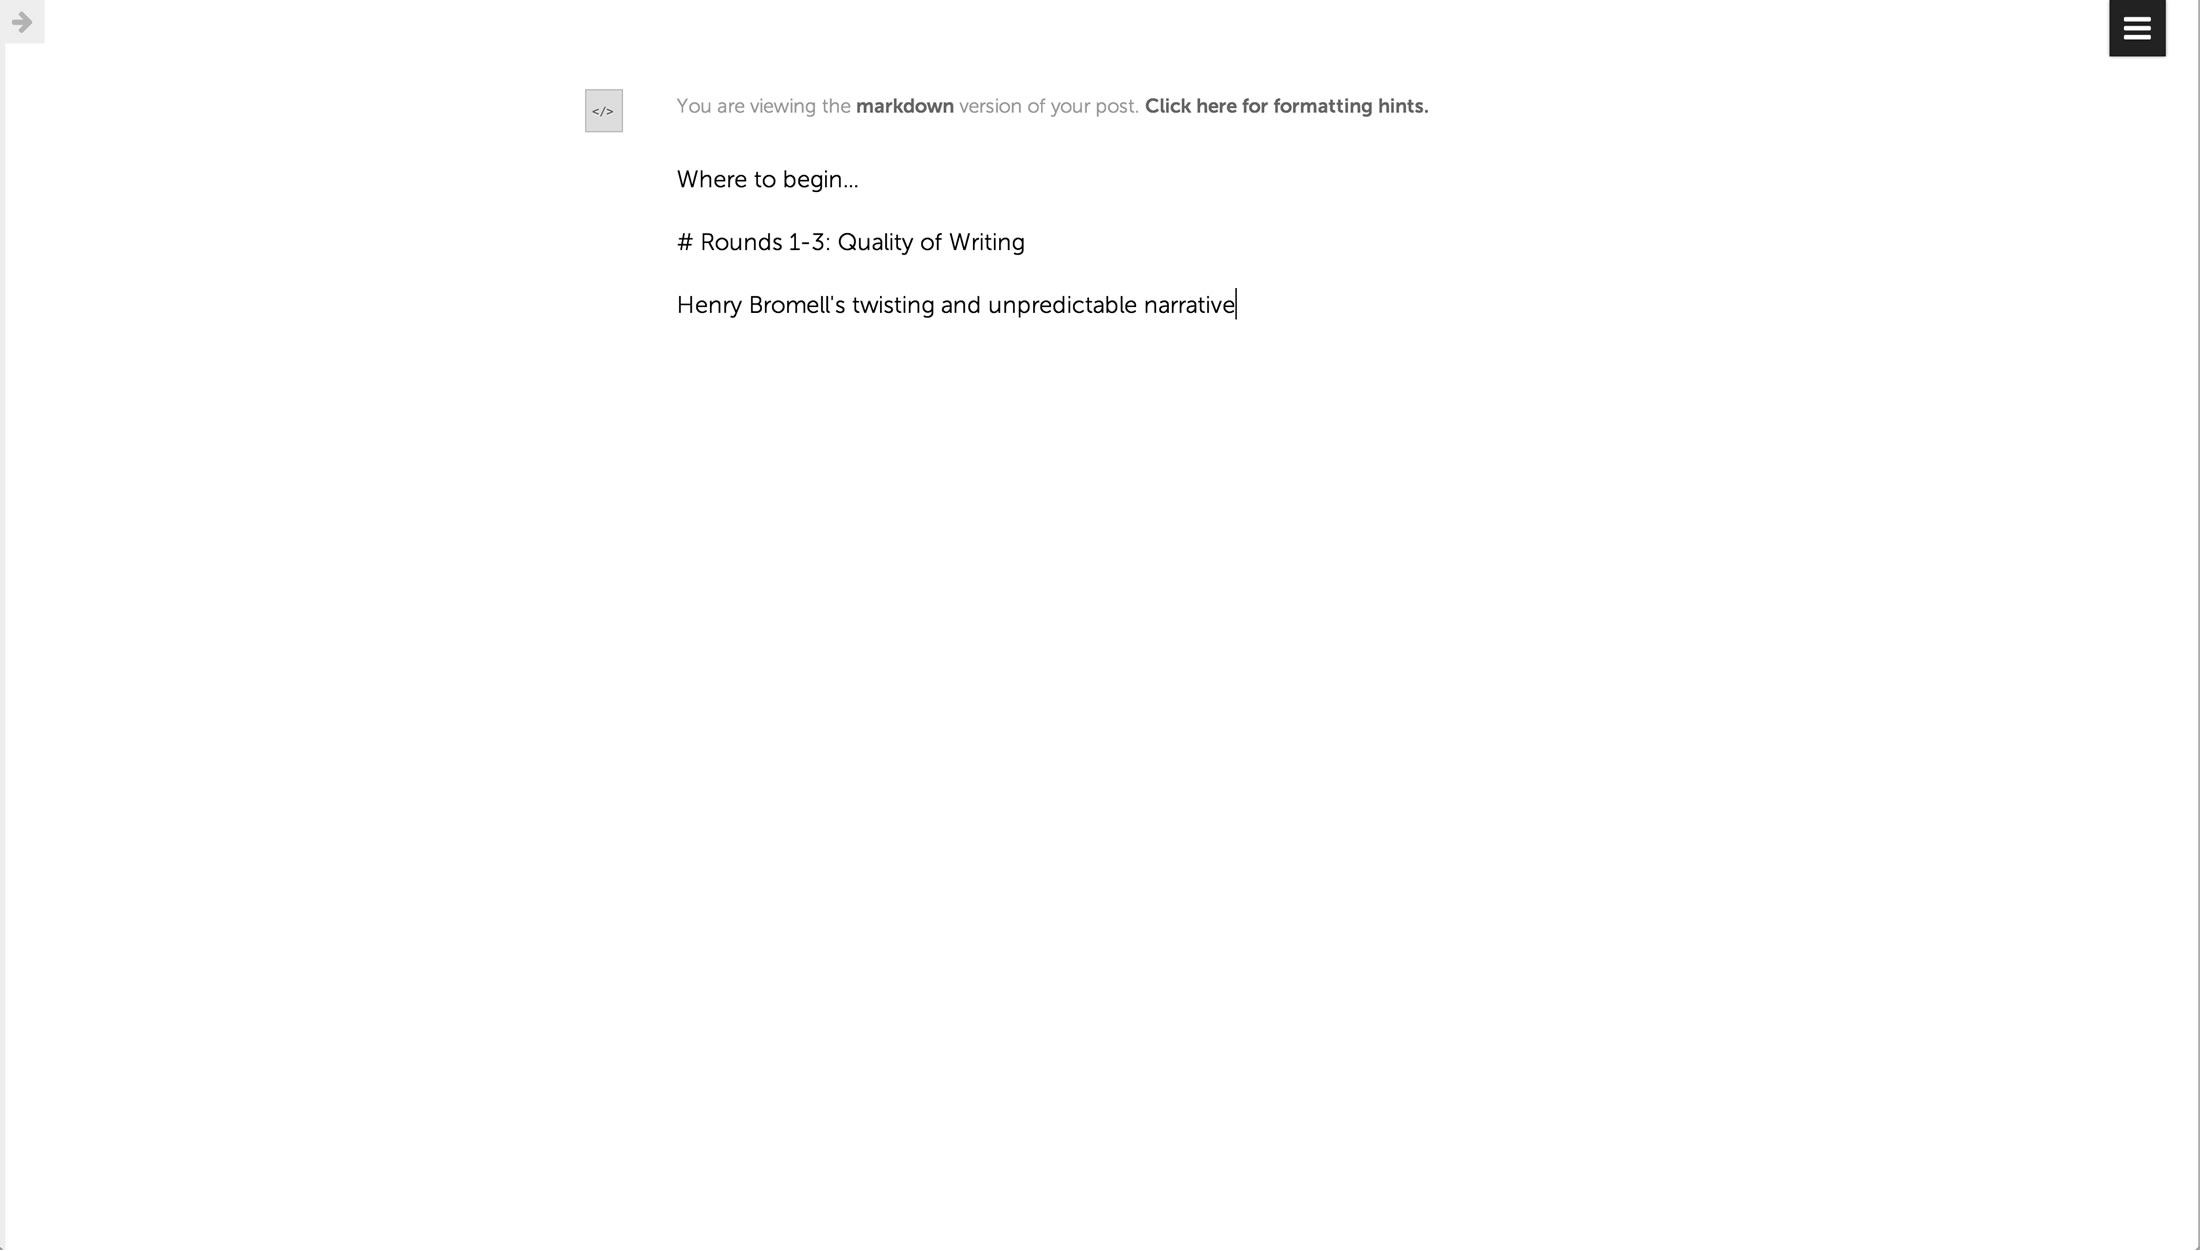 </>
You are viewing the markdown version of your post. Click here for formatting hints.
Where to begin...
# Rounds 1-3: Quality of Writing
Henry Bromell's twisting and unpredictable narrative